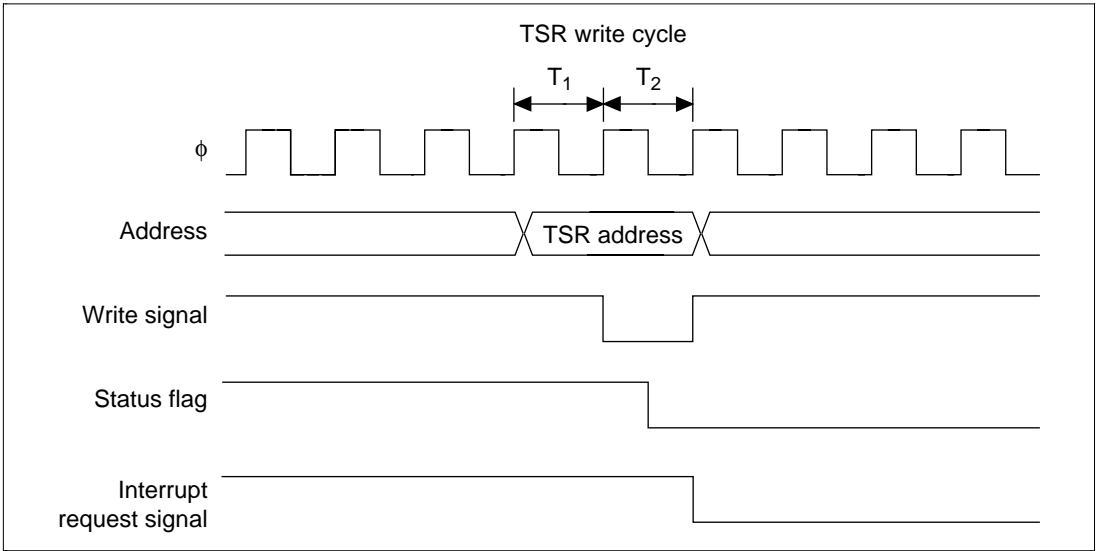 TSR write cycle
T1 T2
ϕ
Address
TSR address
Write signal
Status flag
Interrupt
request signal